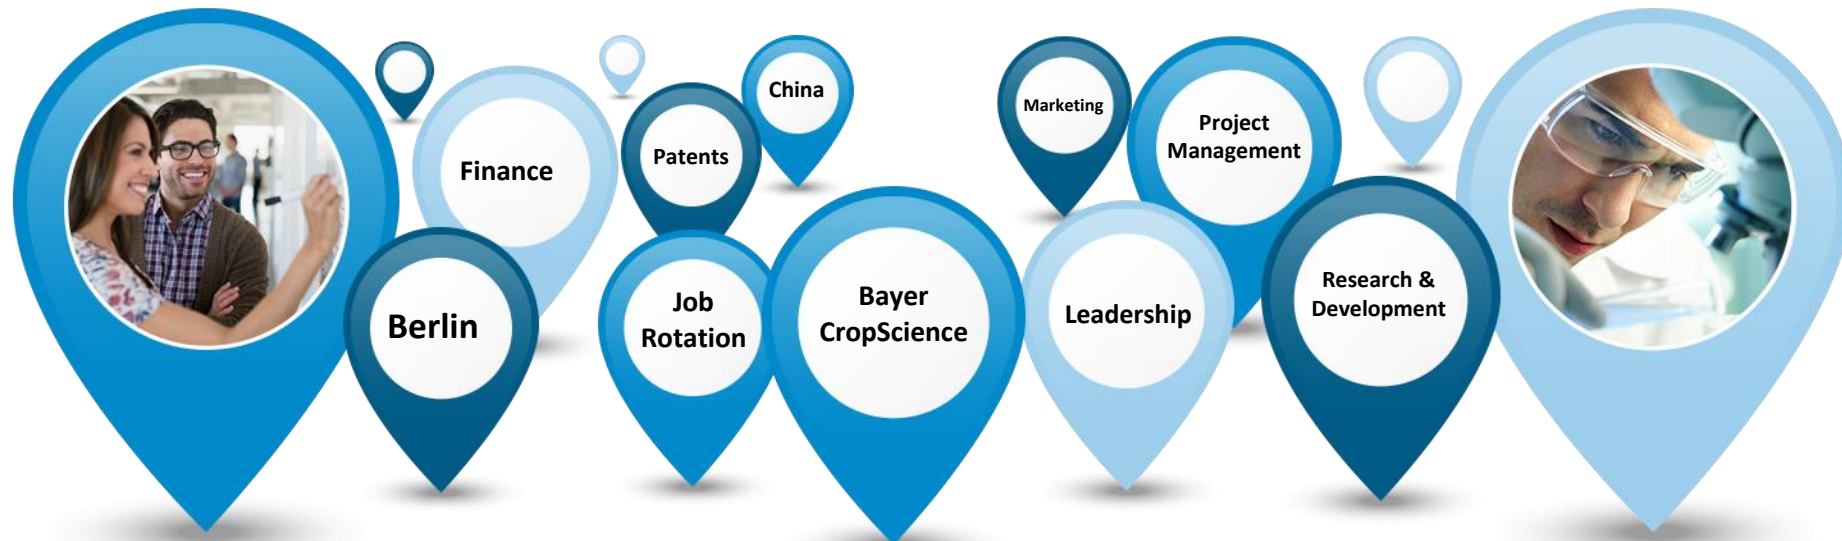 China
Marketing
Project
Management
Finance
Patents
Berlin
Job
Rotation
Bayer
CropScience
Leadership
Research &
Development